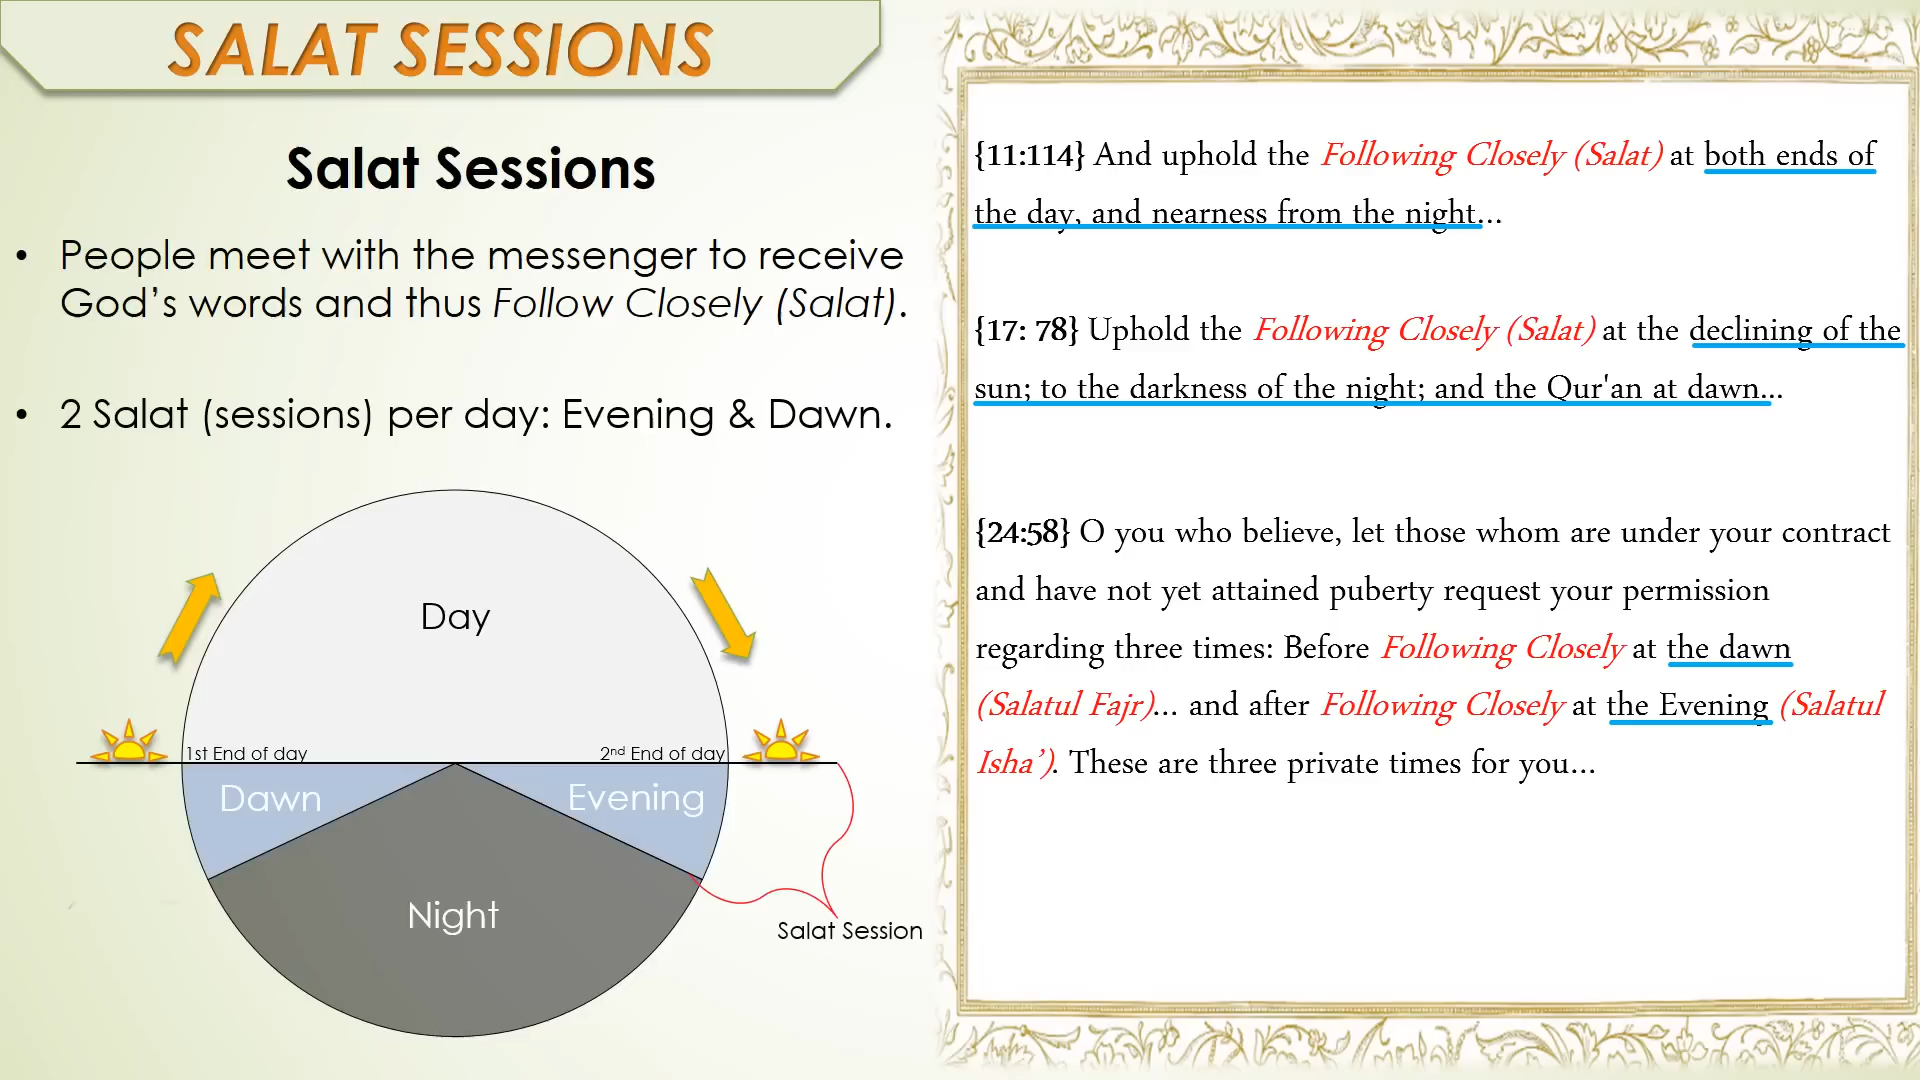 SALAT SESSIONS
Salat Sessions
• People meet with the messenger to receive
God’s words and thus Follow Closely (Salat).
• 2 Salat (sessions) per day: Evening & Dawn.
Day
1st End of day
2nd End of day
Dawn
Evening
Night
Salat Session
{11:114} And uphold the Following Closely (Salat) at both ends of
the day, and nearness from the night...
{17: 78} Uphold the Following Closely (Salat) at the declining of the
sun; to the darkness of the night; and the Qur'an at dawn...
{24:58} O you who believe, let those whom are under your contract
and have not yet attained puberty request your permission
regarding three times: Before Following Closely at the dawn
(Salatul Fajr)... and after Following Closely at the Evening (Salatul
Isha’). These are three private times for you...